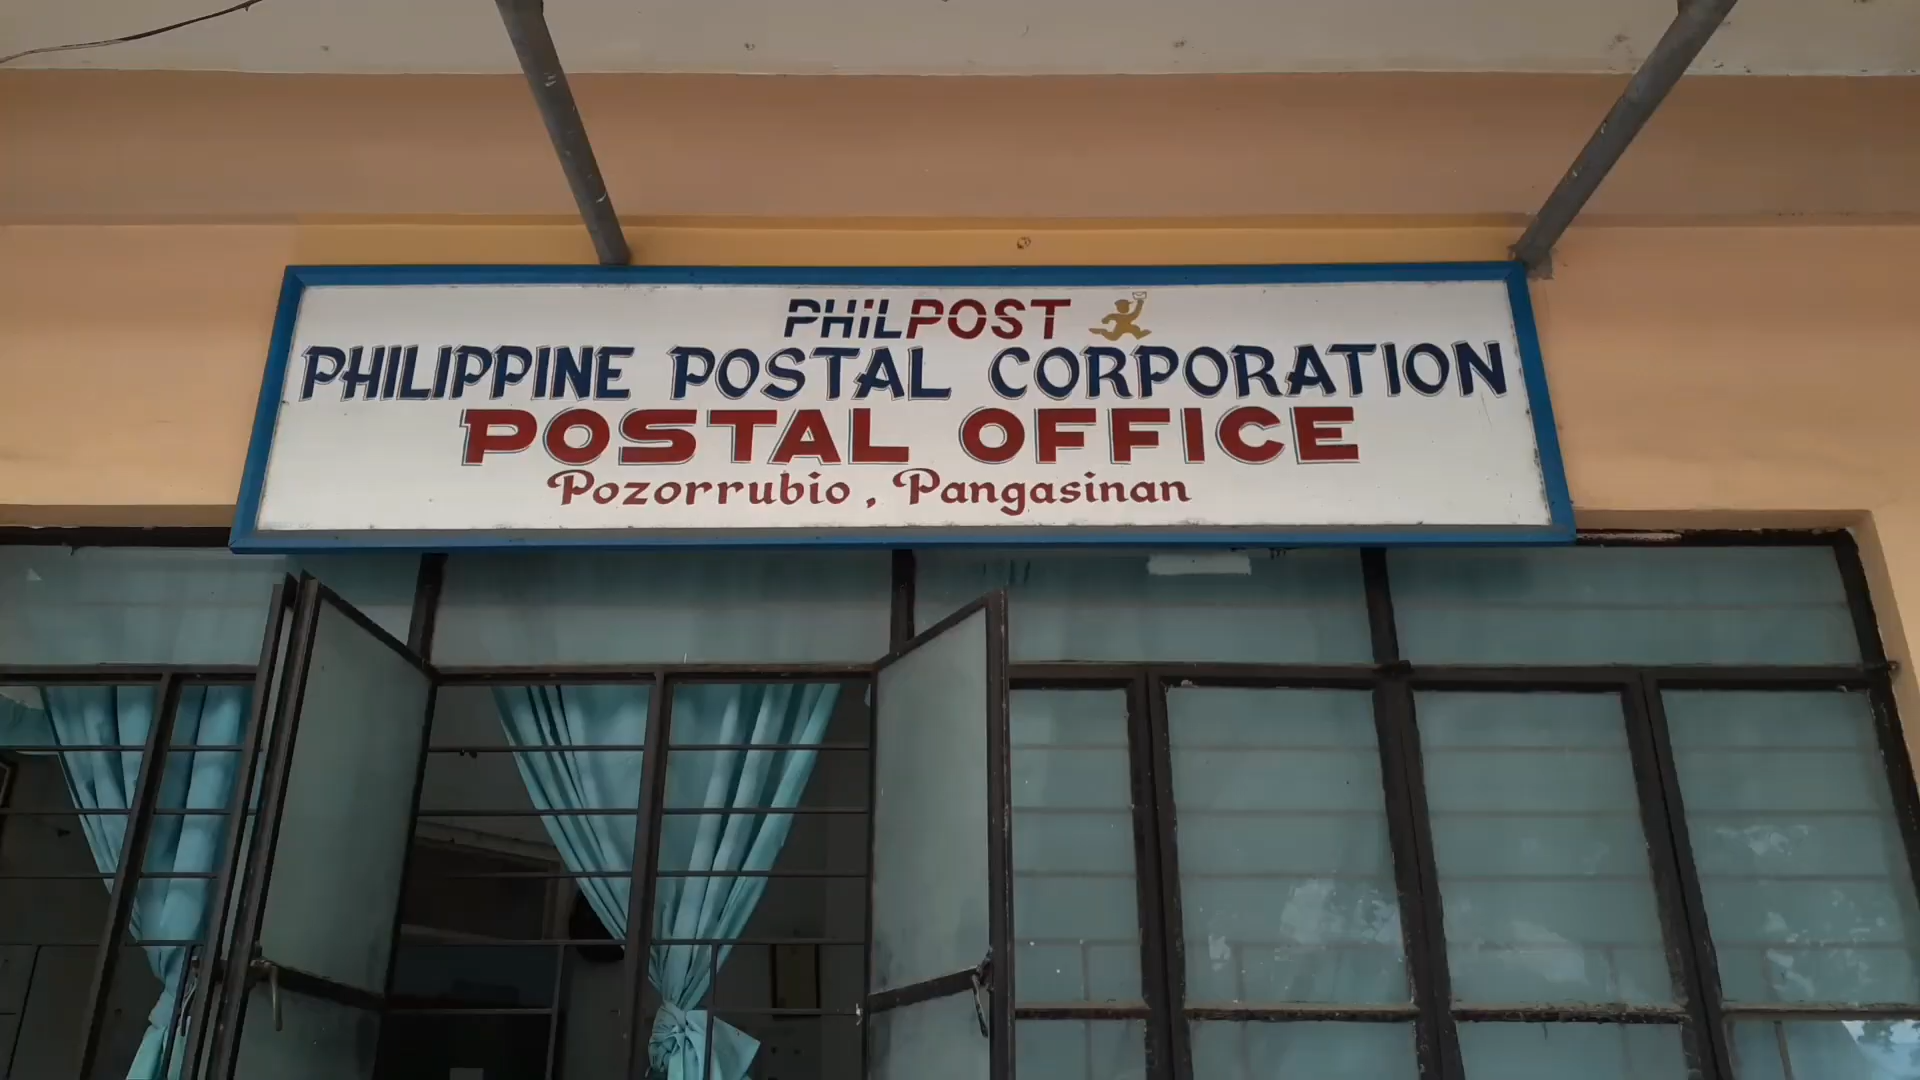 PHILPOST
PHILIPPINE POSTAL CORPORATION
POSTAL OFFICE
Pozorrubio, Pangasinan